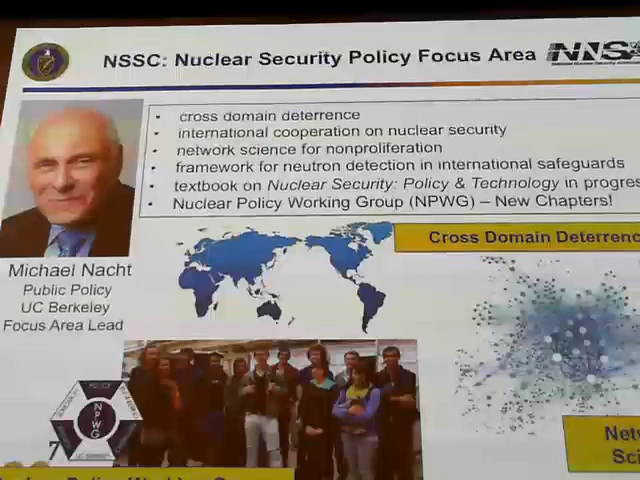 NSSC: Nuclear Security Policy Focus Area
NNS
• cross domain deterrence
• international cooperation on nuclear security
• network science for nonproliferation
• framework for neutron detection in international safeguards
• textbook on Nuclear Security: Policy & Technology in progres
• Nuclear Policy Working Group (NPWG) – New Chapters!
Michael Nacht
Public Policy
UC Berkeley
Focus Area Lead
Cross Domain Deterrenc
NPWG
7
Net
Sci